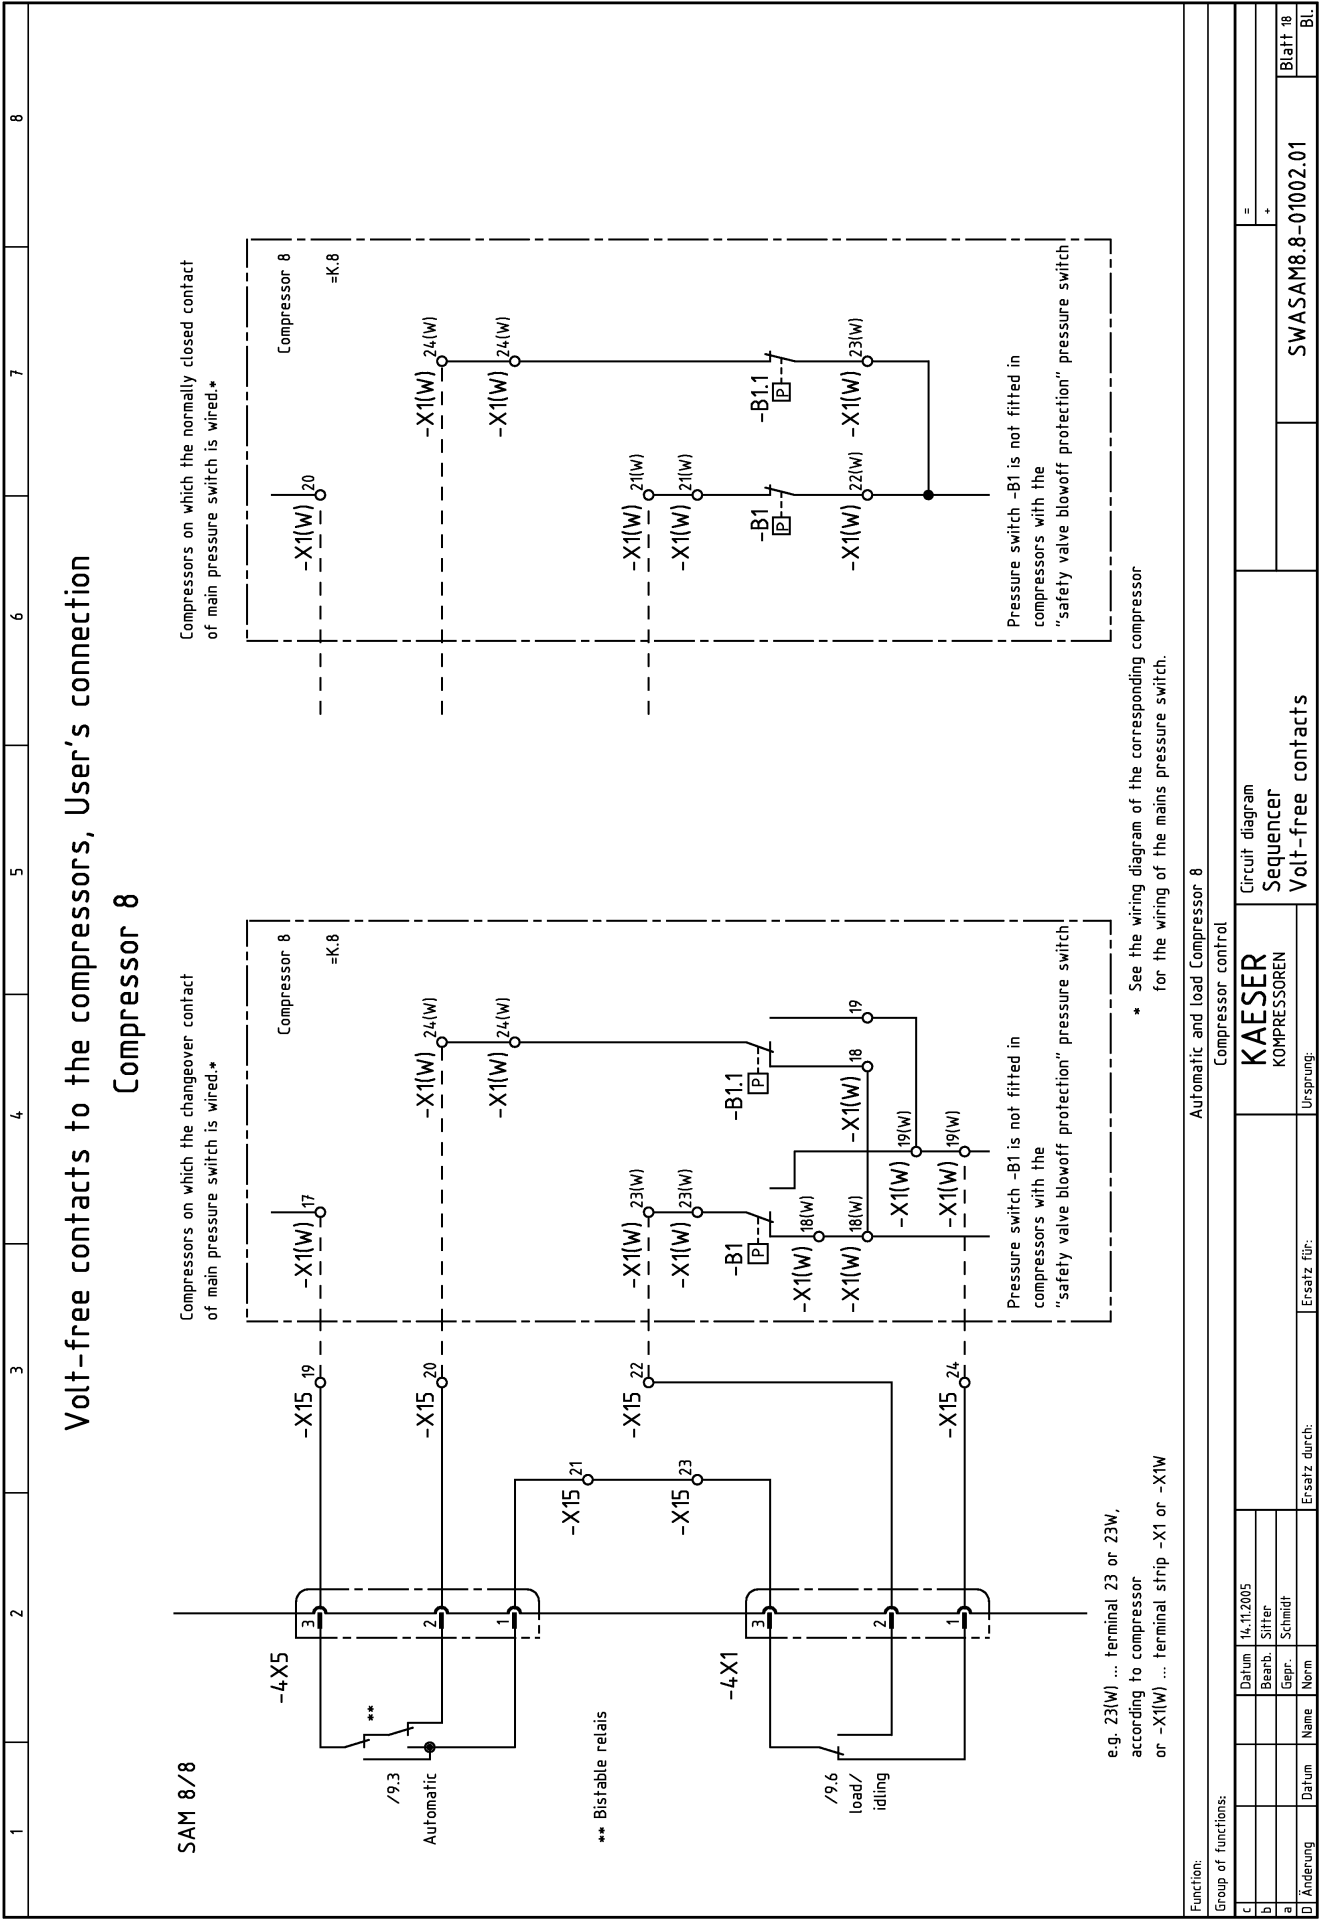 1 2 3 4 5 6 7 8
Volt-free contacts to the compressors, User's connection
Compressor 8
SAM 8/8
Compressors on which the changeover contact
of main pressure switch is wired.*
Compressors on which the normally closed contact
of main pressure switch is wired.*
Compressor 8
=K.8
Compressor 8
=K.8
-4X5
3
2
1
**
/9.3
Automatic
** Bistable relais
-X15 19
-X15 20
-X15 21
-X15 23
-X15 22
-X15 24
-4X1
3
2
1
/9.6
load/
idling
-X1(W) 17
-X1(W) 24(W)
-X1(W) 24(W)
-X1(W) 23(W)
-X1(W) 23(W)
-B1
P
-B1.1
P
-X1(W) 18(W)
-X1(W) 18(W)
-X1(W) 18
19
-X1(W) 19(W)
-X1(W) 19(W)
Pressure switch -B1 is not fitted in
compressors with the
"safety valve blowoff protection" pressure switch
-X1(W) 20
-X1(W) 24(W)
-X1(W) 24(W)
-X1(W) 21(W)
-X1(W) 21(W)
-B1
P
-B1.1
P
-X1(W) 22(W)
-X1(W) 23(W)
Pressure switch -B1 is not fitted in
compressors with the
"safety valve blowoff protection" pressure switch
e.g. 23(W) ... terminal 23 or 23W,
according to compressor
or -X1(W) ... terminal strip -X1 or -X1W
* See the wiring diagram of the corresponding compressor
for the wiring of the mains pressure switch.
Function:
Automatic and load Compressor 8
Group of functions:
Compressor control
c
b
a
D Änderung Datum Name
Datum 14.11.2005
Bearb. Sitter
Gepr. Schmidt
Norm
Ersatz durch:
Ersatz für:
Ursprung:
KAESER
KOMPRESSOREN
Circuit diagram
Sequencer
Volt-free contacts
=
+
SWASAM8.8-01002.01
Blatt 18
Bl.